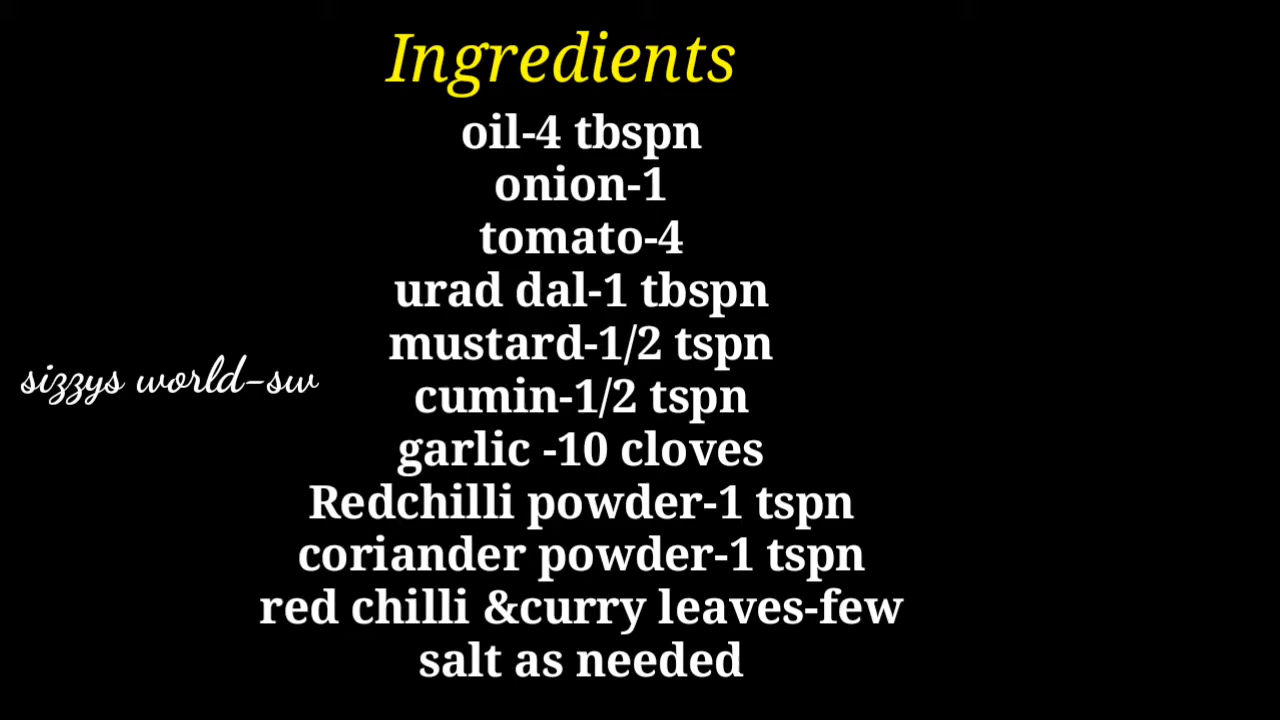 Ingredients
oil-4 tbspn
onion-1
tomato-4
urad dal-1 tbspn
mustard-1/2 tspn
sizzys world-sw
cumin-1/2 tspn
garlic -10 cloves
Redchilli powder-1 tspn
coriander powder-1 tspn
red chilli &curry leaves-few
salt as needed